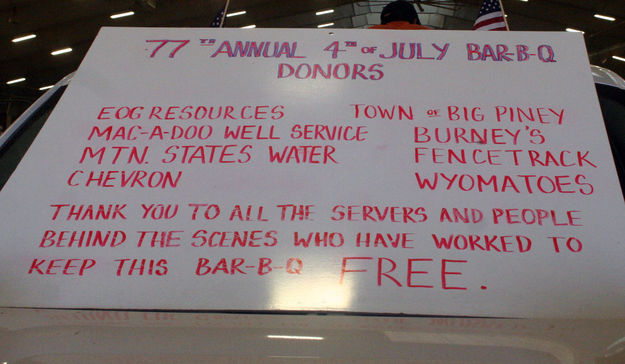 77TH ANNUAL 4TH OF JULY BAR-B-Q
DONORS
EOG RESOURCES
MAC-A-DOO WELL SERVICE
MTN. STATES WATER
CHEVRON
TOWN OF BIG PINEY
BURNEY'S
FENCETRACK
WYOMATOES
THANK YOU TO ALL THE SERVERS AND PEOPLE
BEHIND THE SCENES WHO HAVE WORKED TO
KEEP THIS BAR-B-Q FREE.